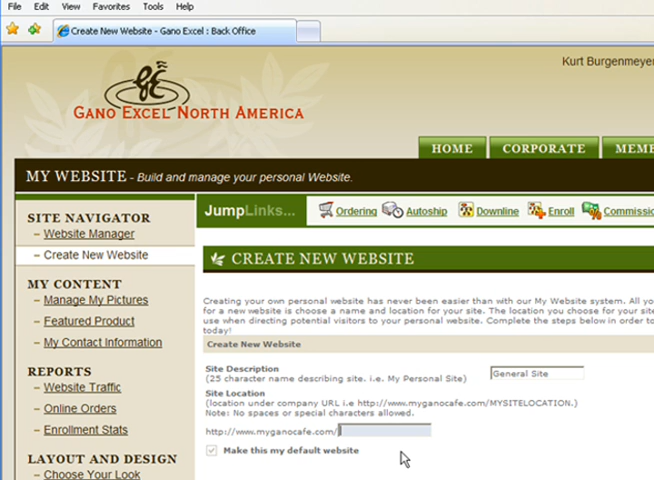 File Edit View Favorites Tools Help
Create New Website - Gano Excel : Back Office
Kurt Burgenmeye
GANO EXCEL NORTH AMERICA
HOME CORPORATE MEM
MY WEBSITE - Build and manage your personal Website.
SITE NAVIGATOR
– Website Manager
– Create New Website
MY CONTENT
– Manage My Pictures
– Featured Product
– My Contact Information
REPORTS
– Website Traffic
– Online Orders
– Enrollment Stats
LAYOUT AND DESIGN
– Choose Your Look
JumpLinks... Ordering Autoship Downline Enroll Commissio
CREATE NEW WEBSITE
Creating your own personal website has never been easier than with our My Website system. All yo
for a new website is choose a name and location for your site. The location you choose for your site
use when directing potential visitors to your personal website. Complete the steps below in order to
today!
Create New Website
Site Description
(25 character name describing site. i.e. My Personal Site) General Site
Site Location
(location under company URL i.e http://www.myganocafe.com/MYSITELOCATION.)
Note: No spaces or special characters allowed.
http://www.myganocafe.com/
Make this my default website